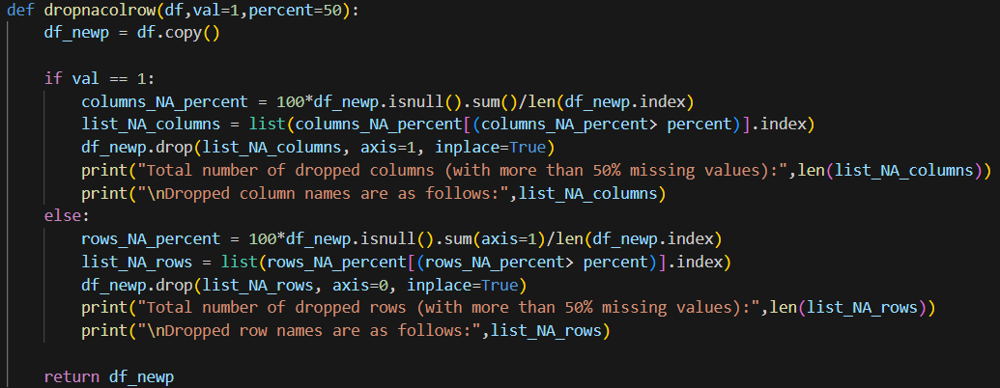 def dropnacolrow(df,val=1,percent=50):
    df_newp = df.copy()

    if val == 1:
        columns_NA_percent = 100*df_newp.isnull().sum()/len(df_newp.index)
        list_NA_columns = list(columns_NA_percent[(columns_NA_percent> percent)].index)
        df_newp.drop(list_NA_columns, axis=1, inplace=True)
        print("Total number of dropped columns (with more than 50% missing values):",len(list_NA_columns))
        print("\nDropped column names are as follows:",list_NA_columns)
    else:
        rows_NA_percent = 100*df_newp.isnull().sum(axis=1)/len(df_newp.index)
        list_NA_rows = list(rows_NA_percent[(rows_NA_percent> percent)].index)
        df_newp.drop(list_NA_rows, axis=0, inplace=True)
        print("Total number of dropped rows (with more than 50% missing values):",len(list_NA_rows))
        print("\nDropped row names are as follows:",list_NA_rows)

    return df_newp